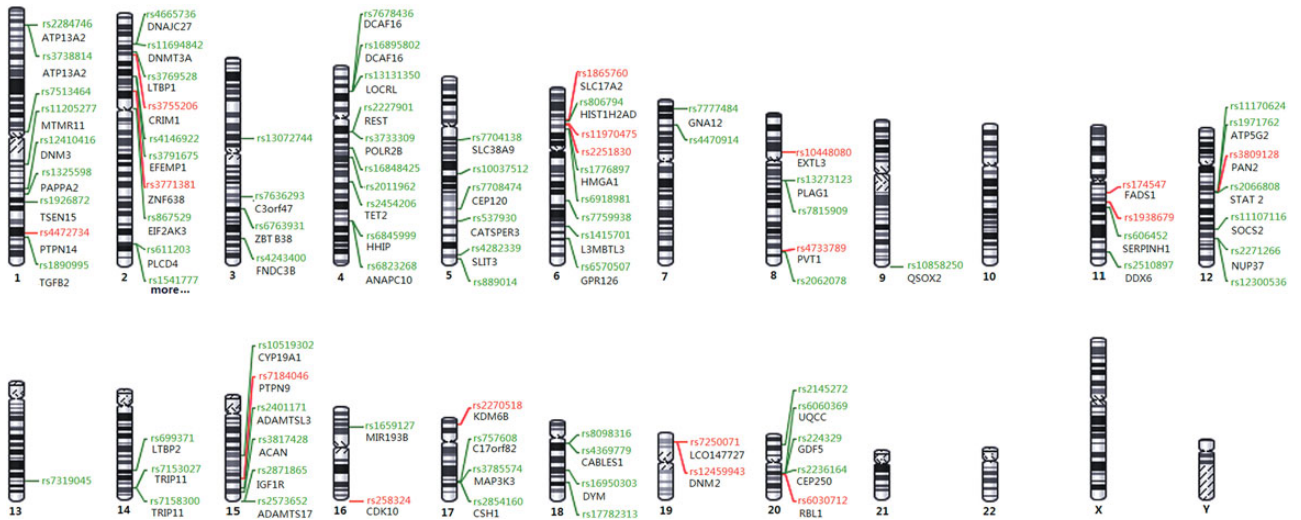 rs2284746
ATP13A2
rs3738814
ATP13A2
rs7513464
rs11205277
MTMR11
rs12410416
DNM3
rs1325598
PAPPA2
rs1926872
TSEN15
rs4472734
PTPN14
rs1890995
TGFB2
1
rs4665736
DNAJC27
rs11694842
DNMT3A
rs3769528
LTBP1
rs3755206
CRIM1
rs4146922
rs3791675
EFEMP1
rs3771381
ZNF638
rs867529
EIF2AK3
rs611203
PLCD4
rs1541777
more...
2
rs13072744
rs7636293
C3orf47
rs6763931
ZBTB38
rs4243400
FNDC3B
3
rs7678436
DCAF16
rs16895802
DCAF16
rs13131350
LOCRL
rs2227901
REST
rs3733309
POLR2B
rs16848425
rs2011962
rs2454206
TET2
rs6845999
HHIP
rs6823268
ANAPC10
4
rs7704138
SLC38A9
rs10037512
rs7708474
CEP120
rs537930
CATSPER3
rs4282339
SLIT3
rs889014
5
rs1865760
SLC17A2
rs806794
HIST1H2AD
rs11970475
rs2251830
rs1776897
HMGA1
rs6918981
rs7759938
rs1415701
L3MBTL3
rs6570507
GPR126
6
rs7777484
GNA12
rs4470914
7
rs10448080
EXTL3
rs13273123
PLAG1
rs7815909
rs4733789
PVT1
rs2062078
8
rs10858250
QSOX2
9
10
rs174547
FADS1
rs1938679
rs606452
SERPINH1
rs2510897
DDX6
11
rs11170624
rs1971762
ATP5G2
rs3809128
PAN2
rs2066808
STAT 2
rs11107116
SOCS2
rs2271266
NUP37
rs12300536
12
rs7319045
13
rs699371
LTBP2
rs7153027
TRIP11
rs7158300
TRIP11
14
rs10519302
CYP19A1
rs7184046
PTPN9
rs2401171
ADAMTSL3
rs3817428
ACAN
rs2871865
IGF1R
rs2573652
ADAMTS17
15
rs1659127
MIR193B
rs258324
CDK10
16
rs2270518
KDM6B
rs757608
C17orf82
rs3785574
MAP3K3
rs2854160
CSH1
17
rs8098316
rs4369779
CABLES1
rs16950303
DYM
rs17782313
18
rs7250071
LCO147727
rs12459943
DNM2
19
rs2145272
rs6060369
UQCC
rs224329
GDF5
rs2236164
CEP250
rs6030712
RBL1
20
21
22
X
Y